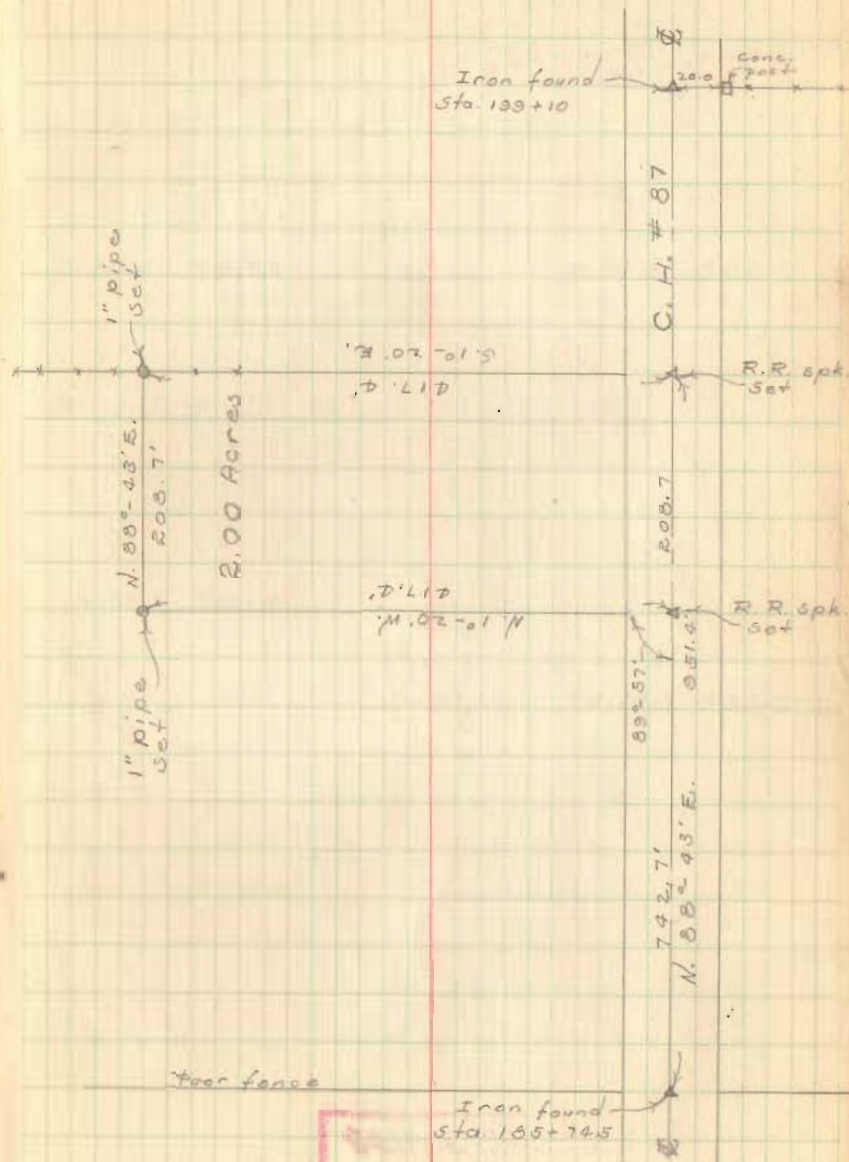 ℄
Iron found
Sta. 199+10
20.0
Conc.
post
C. H. # 87
1" pipe
set
S. 1°-20' E.
417.4'
R.R. spk.
set
N. 88°-43' E.
208.7'
2.00 Acres
208.7
417.4'
N. 1°-20' W.
R. R. spk.
set
951.4'
89°57'
1" pipe
set
742.7'
N. 88°-43' E.
Poor fence
Iron found
Sta. 185+74.5
℄